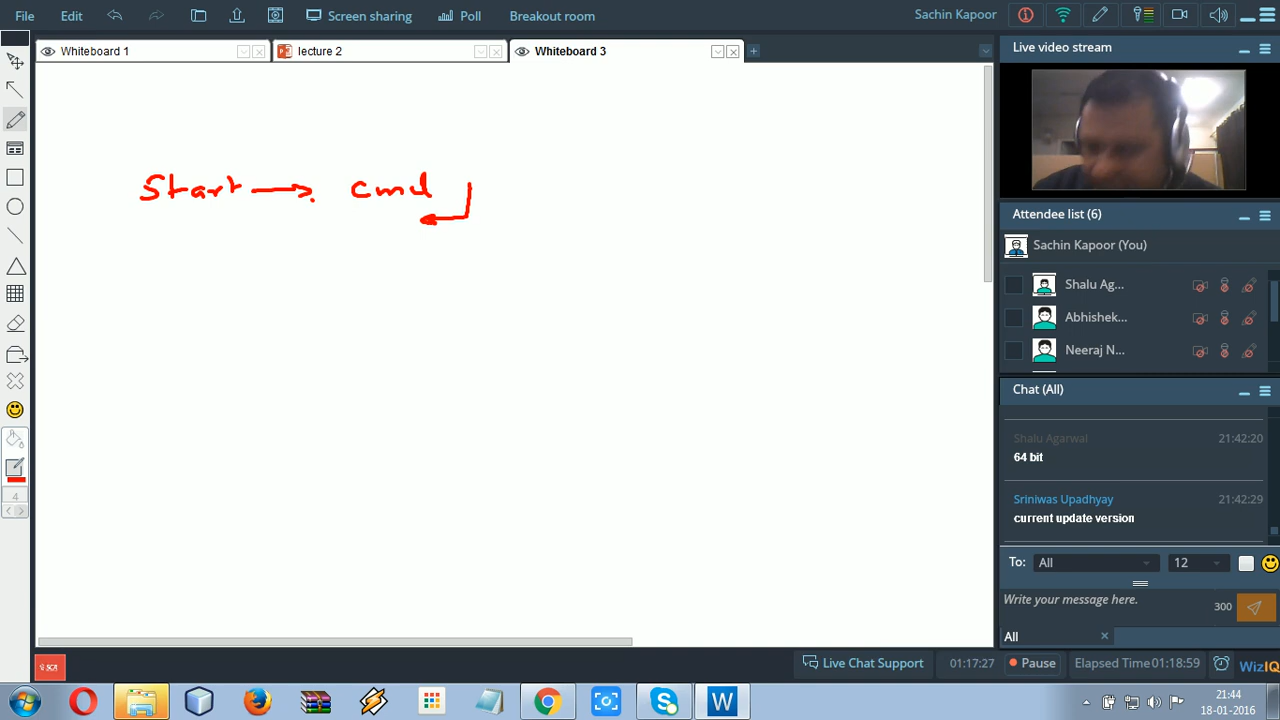 File Edit Screen sharing Poll Breakout room Sachin Kapoor
Whiteboard 1 lecture 2 Whiteboard 3
Live video stream
Start → cmd ↵
Attendee list (6)
Sachin Kapoor (You)
Shalu Ag...
Abhishek...
Neeraj N...
Chat (All)
Shalu Agarwal 21:42:20
64 bit
Sriniwas Upadhyay 21:42:29
current update version
To: All 12
Write your message here. 300
4
All
Live Chat Support 01:17:27 Pause Elapsed Time 01:18:59 WizIQ
21:44
18-01-2016